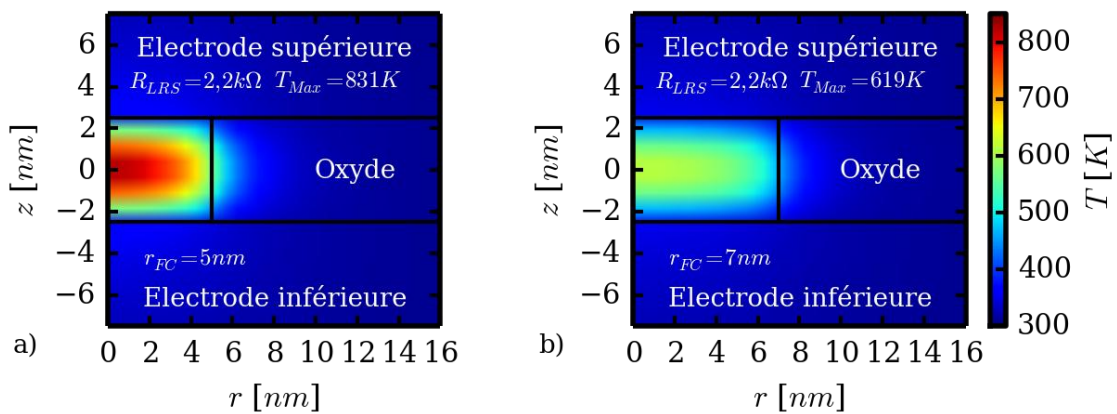 Electrode supérieure
R_LRS=2,2kΩ T_Max=831K
Oxyde
r_FC=5nm
Electrode inférieure
6
4
2
0
−2
−4
−6
z [nm]
0 2 4 6 8 10 12 14 16
r [nm]
a)
Electrode supérieure
R_LRS=2,2kΩ T_Max=619K
Oxyde
r_FC=7nm
Electrode inférieure
6
4
2
0
−2
−4
−6
z [nm]
0 2 4 6 8 10 12 14 16
r [nm]
b)
800
700
600
500
400
300
T [K]